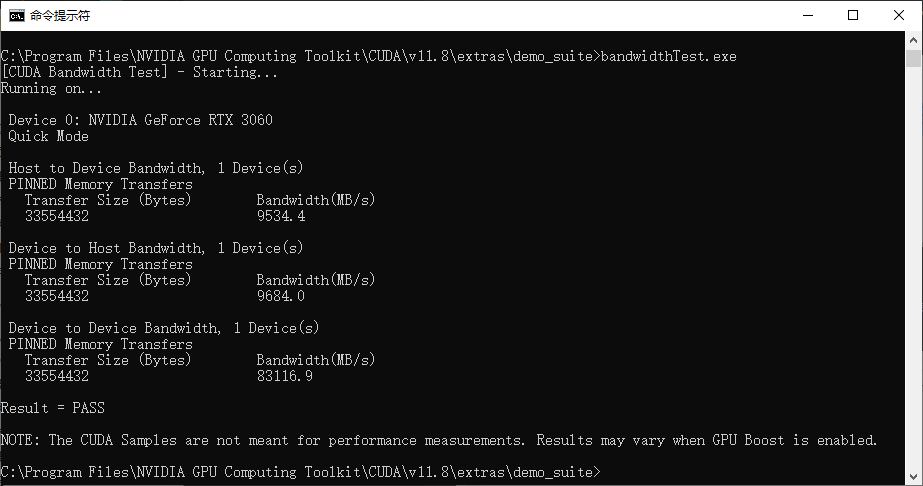 命令提示符
C:\Program Files\NVIDIA GPU Computing Toolkit\CUDA\v11.8\extras\demo_suite>bandwidthTest.exe
[CUDA Bandwidth Test] - Starting...
Running on...
Device 0: NVIDIA GeForce RTX 3060
Quick Mode
Host to Device Bandwidth, 1 Device(s)
PINNED Memory Transfers
Transfer Size (Bytes) Bandwidth(MB/s)
33554432 9534.4
Device to Host Bandwidth, 1 Device(s)
PINNED Memory Transfers
Transfer Size (Bytes) Bandwidth(MB/s)
33554432 9684.0
Device to Device Bandwidth, 1 Device(s)
PINNED Memory Transfers
Transfer Size (Bytes) Bandwidth(MB/s)
33554432 83116.9
Result = PASS
NOTE: The CUDA Samples are not meant for performance measurements. Results may vary when GPU Boost is enabled.
C:\Program Files\NVIDIA GPU Computing Toolkit\CUDA\v11.8\extras\demo_suite>